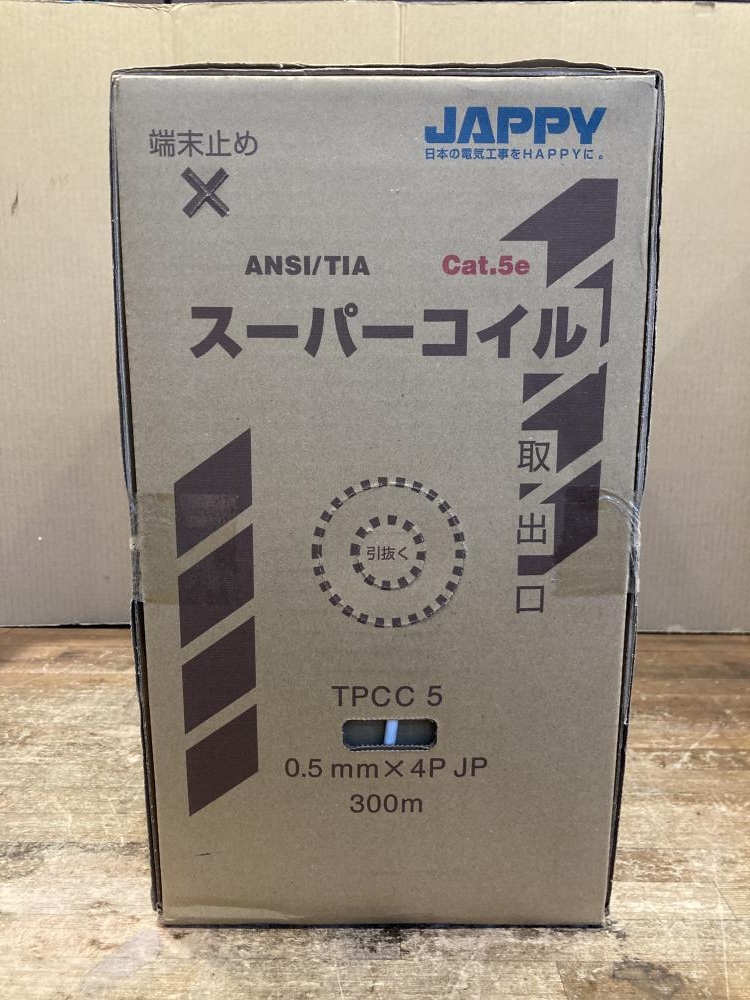 端末止め
JAPPY
日本の電気工事をHAPPYに。
ANSI/TIA
Cat.5e
スーパーコイル
取出口
引抜く
TPCC 5
0.5 mm×4P JP
300m